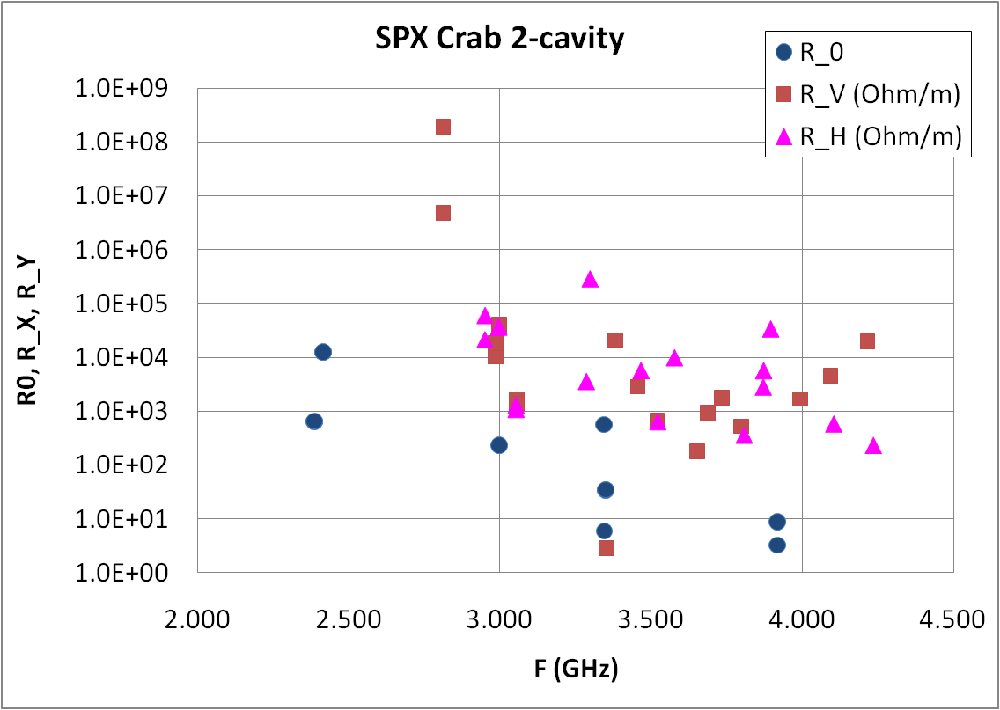 SPX Crab 2-cavity
R_0
R_V (Ohm/m)
R_H (Ohm/m)
1.0E+09
1.0E+08
1.0E+07
1.0E+06
1.0E+05
1.0E+04
1.0E+03
1.0E+02
1.0E+01
1.0E+00
R0, R_X, R_Y
2.000 2.500 3.000 3.500 4.000 4.500
F (GHz)